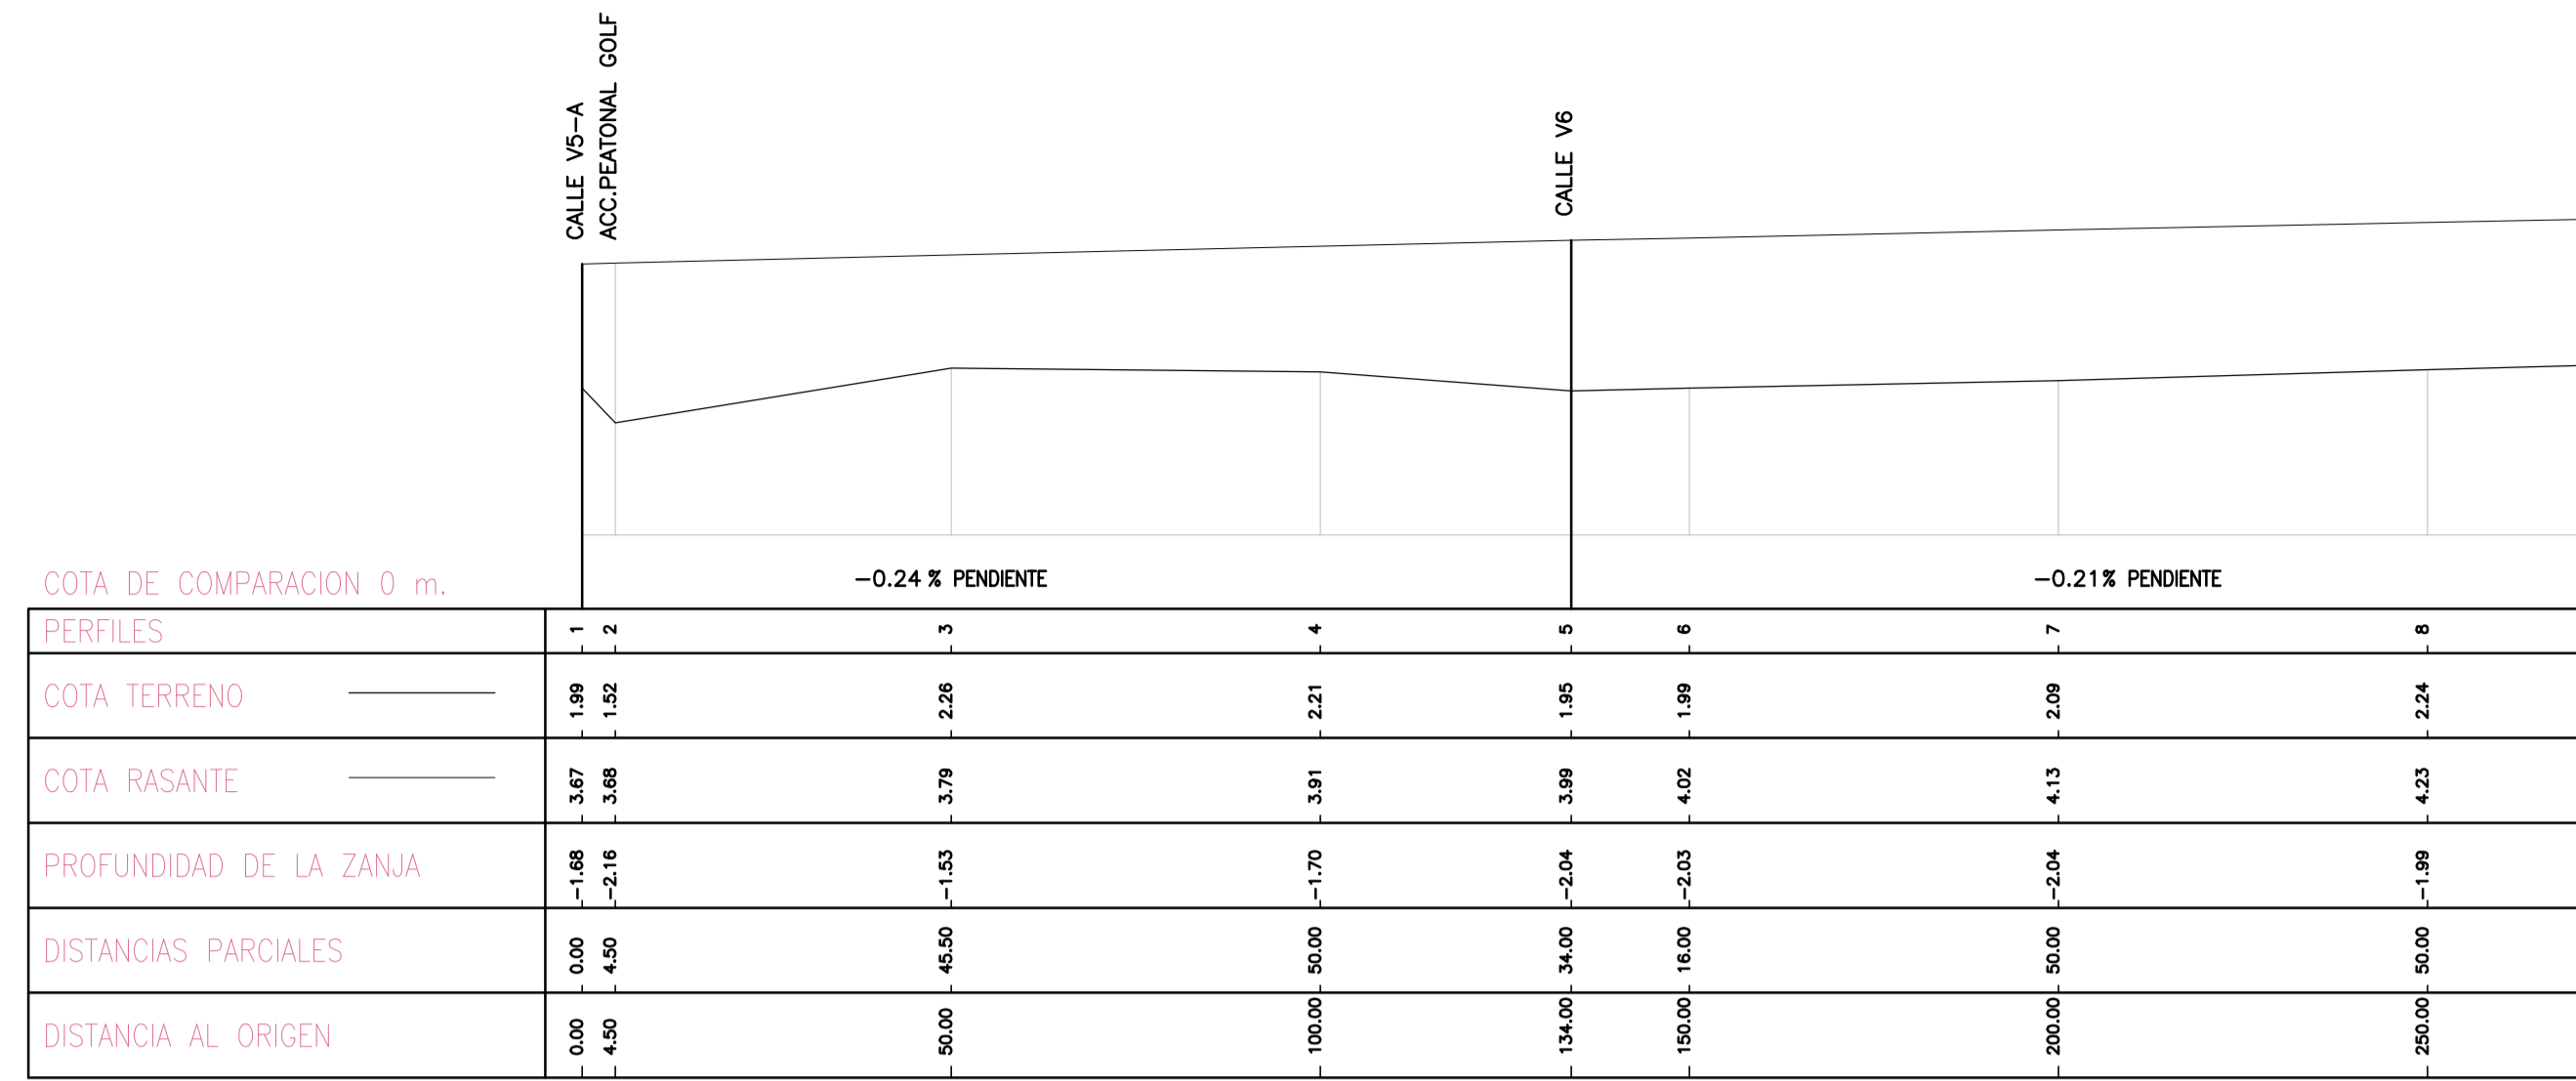 CALLE V5-A
ACC.PEATONAL GOLF
CALLE V6
COTA DE COMPARACION 0 m.
-0.24 % PENDIENTE
-0.21% PENDIENTE
PERFILES 1 2 3 4 5 6 7 8
COTA TERRENO 1.99 1.52 2.26 2.21 1.95 1.99 2.09 2.24
COTA RASANTE 3.67 3.68 3.79 3.91 3.99 4.02 4.13 4.23
PROFUNDIDAD DE LA ZANJA -1.68 -2.16 -1.53 -1.70 -2.04 -2.03 -2.04 -1.99
DISTANCIAS PARCIALES 0.00 4.50 45.50 50.00 34.00 16.00 50.00 50.00
DISTANCIA AL ORIGEN 0.00 4.50 50.00 100.00 134.00 150.00 200.00 250.00